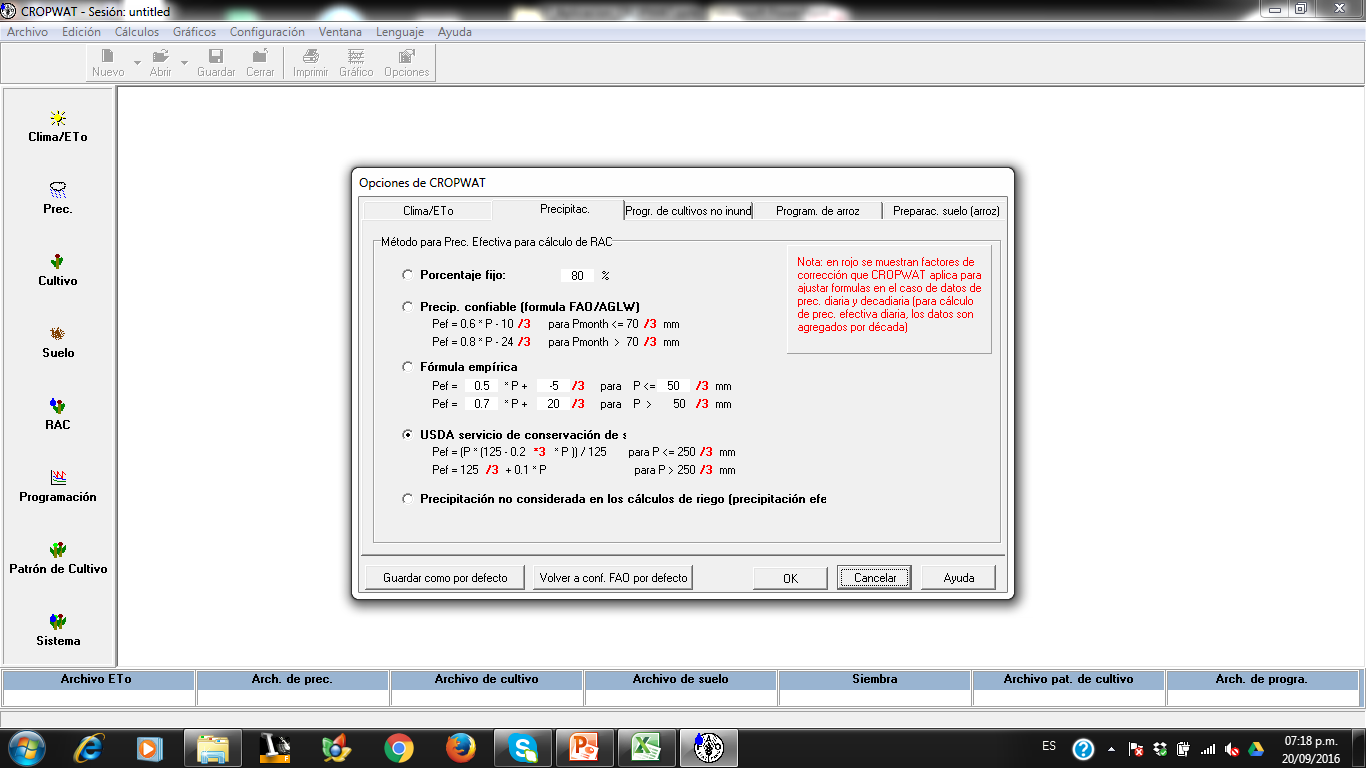 CROPWAT - Sesión: untitled
Archivo Edición Cálculos Gráficos Configuración Ventana Lenguaje Ayuda
Nuevo Abrir Guardar Cerrar Imprimir Gráfico Opciones
Clima/ETo
Prec.
Cultivo
Suelo
RAC
Programación
Patrón de Cultivo
Sistema
Opciones de CROPWAT
Clima/ETo Precipitac. Progr. de cultivos no inund Program. de arroz Preparac. suelo (arroz)
Método para Prec. Efectiva para cálculo de RAC
Porcentaje fijo: 80 %
Precip. confiable (formula FAO/AGLW)
Pef = 0.6 * P - 10 /3 para Pmonth <= 70 /3 mm
Pef = 0.8 * P - 24 /3 para Pmonth > 70 /3 mm
Fórmula empírica
Pef = 0.5 * P + -5 /3 para P <= 50 /3 mm
Pef = 0.7 * P + 20 /3 para P > 50 /3 mm
USDA servicio de conservación de s
Pef = (P * (125 - 0.2 *3 * P )) / 125 para P <= 250 /3 mm
Pef = 125 /3 + 0.1 * P para P > 250 /3 mm
Precipitación no considerada en los cálculos de riego (precipitación efe
Nota: en rojo se muestran factores de
corrección que CROPWAT aplica para
ajustar formulas en el caso de datos de
prec. diaria y decadiaria (para cálculo
de prec. efectiva diaria, los datos son
agregados por década)
Guardar como por defecto Volver a conf. FAO por defecto OK Cancelar Ayuda
Archivo ETo Arch. de prec. Archivo de cultivo Archivo de suelo Siembra Archivo pat. de cultivo Arch. de progra.
ES
07:18 p.m.
20/09/2016